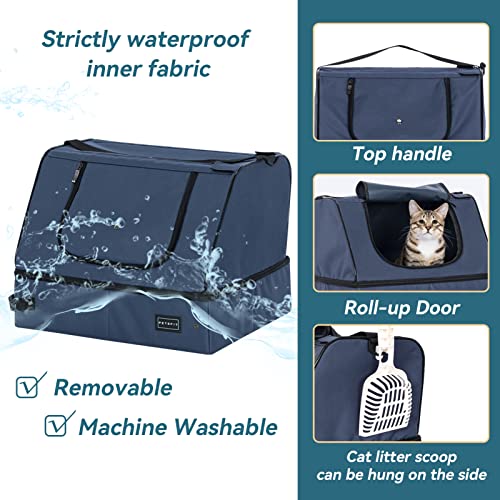 Strictly waterproof
inner fabric
PETSFIT
Removable
Machine Washable
Top handle
Roll-up Door
Cat litter scoop
can be hung on the side